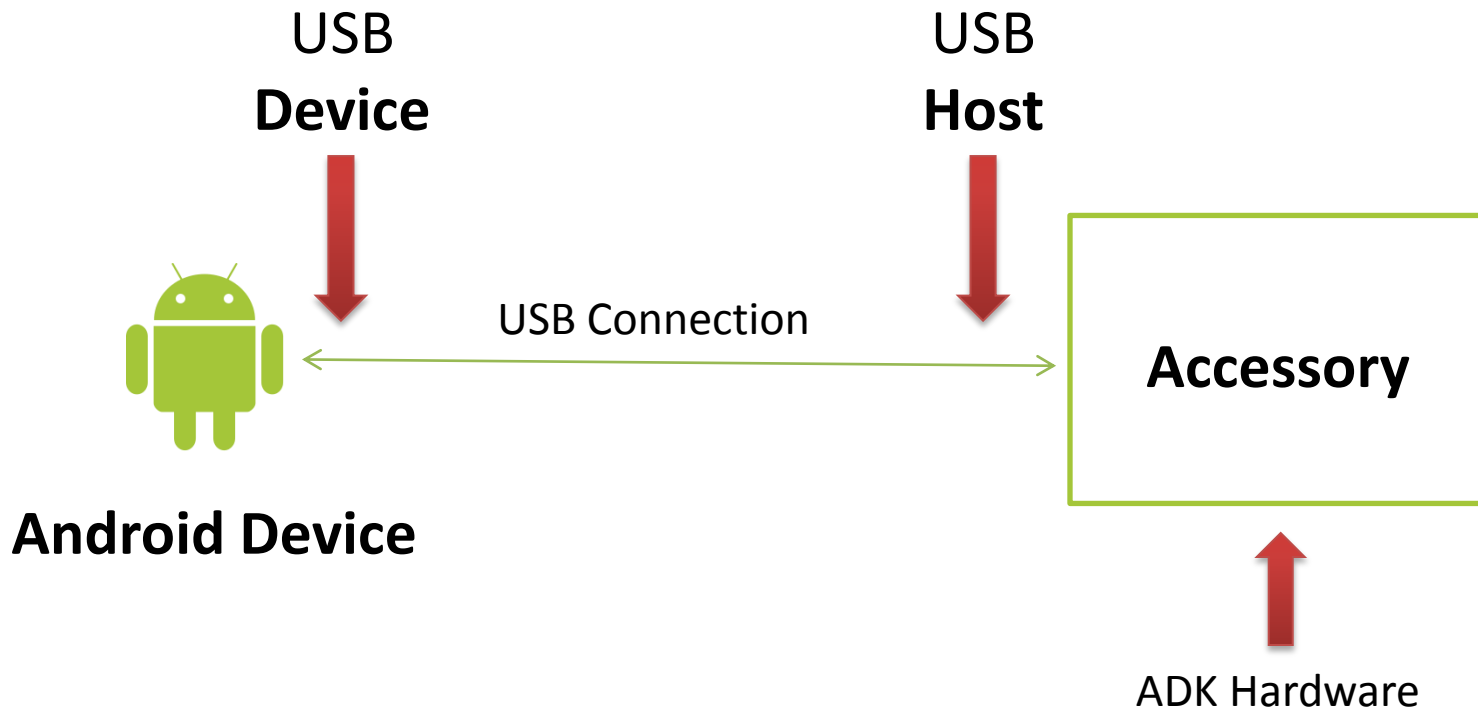 USB
Device
USB
Host
USB Connection
Accessory
Android Device
ADK Hardware